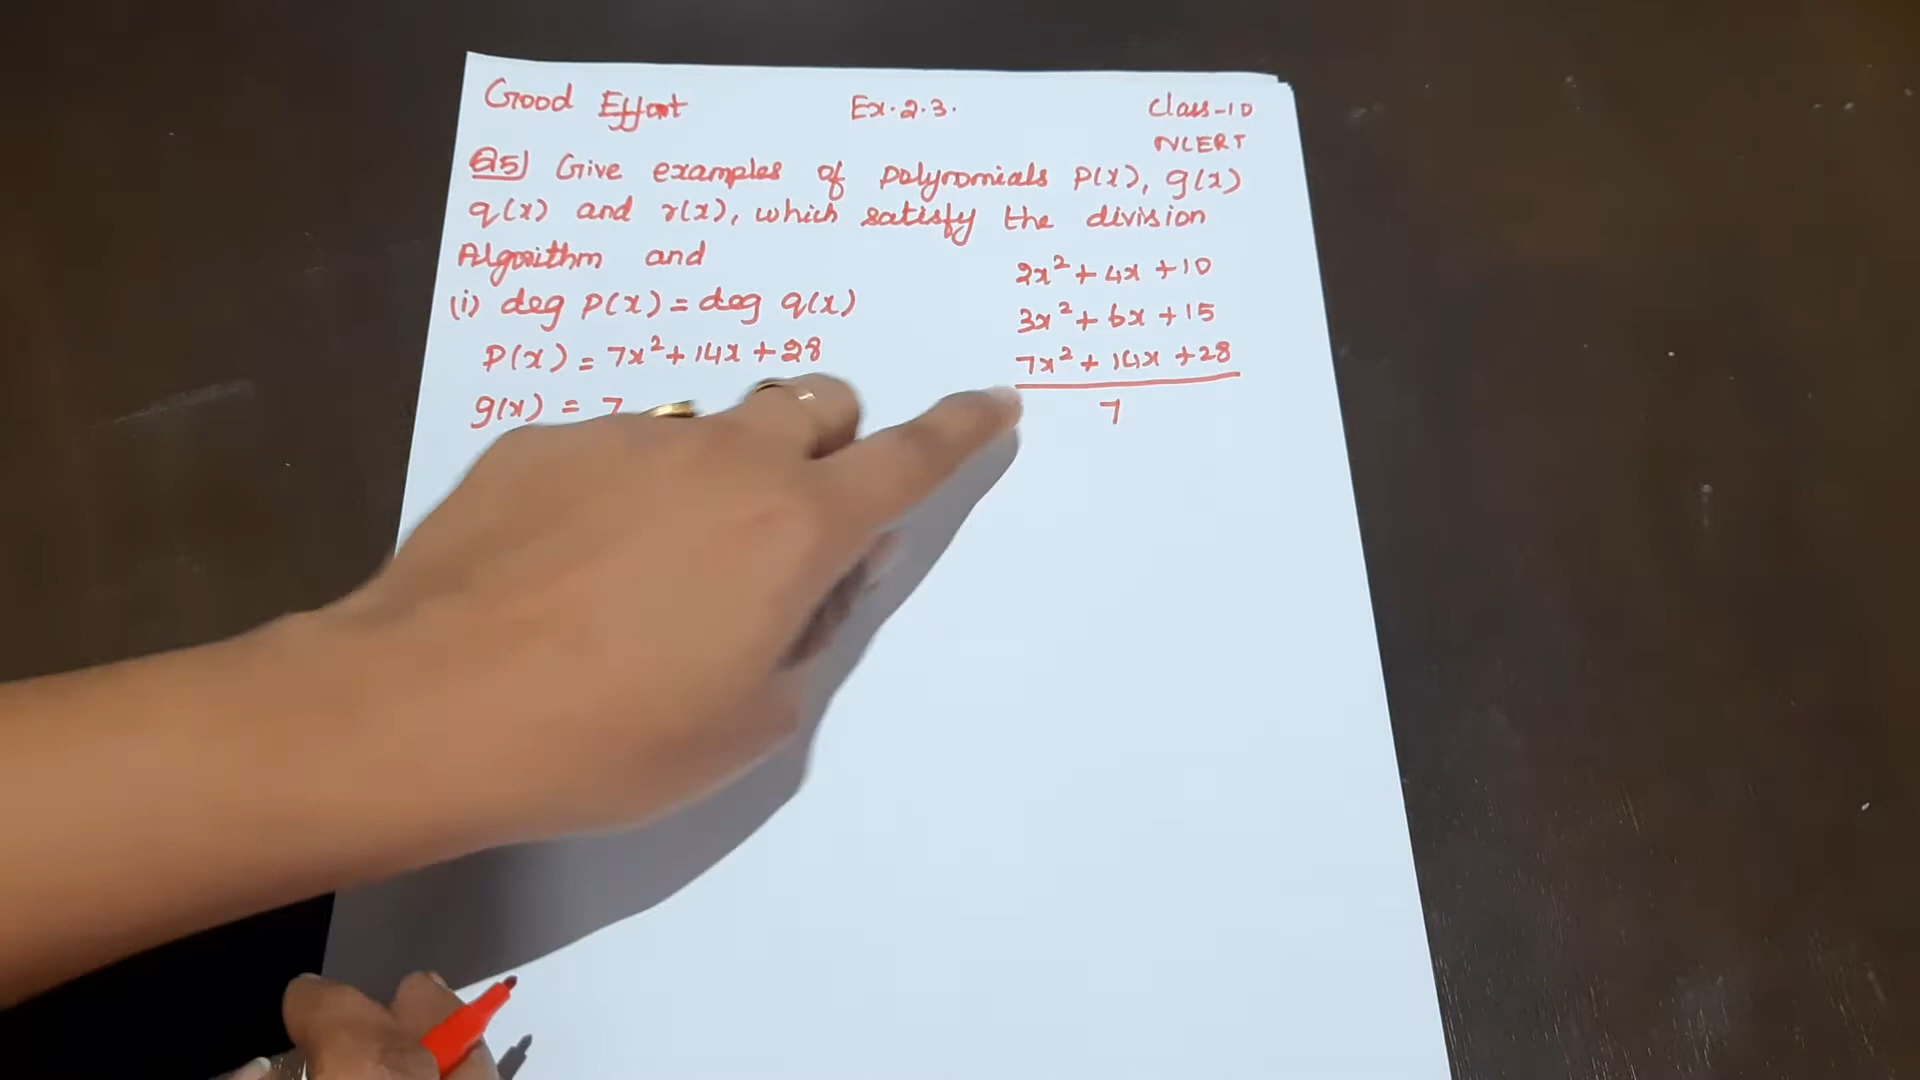 Good Effort Ex. 2.3. Class-10
NCERT
Q5) Give examples of polynomials P(x), g(x)
q(x) and r(x), which satisfy the division
Algorithm and
(i) deg P(x) = deg q(x)
P(x) = 7x² + 14x + 28
g(x) = 7
2x² + 4x + 10
3x² + 6x + 15
7x² + 14x + 28
7